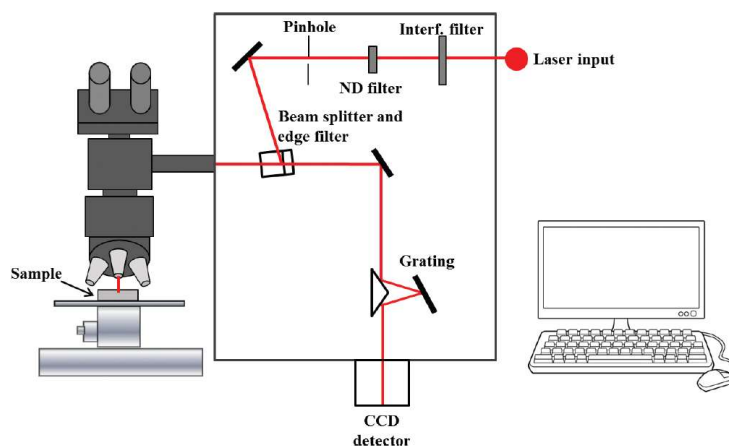 Pinhole
Interf. filter
Laser input
ND filter
Beam splitter and
edge filter
Grating
Sample
CCD
detector